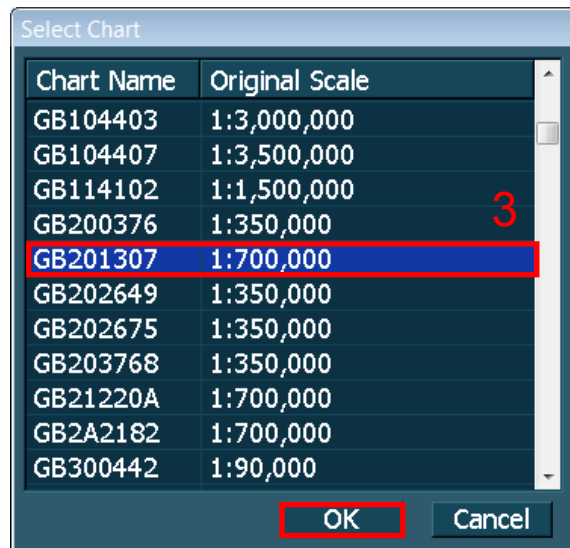 Select Chart
Chart Name Original Scale
GB104403 1:3,000,000
GB104407 1:3,500,000
GB114102 1:1,500,000
3
GB200376 1:350,000
GB201307 1:700,000
GB202649 1:350,000
GB202675 1:350,000
GB203768 1:350,000
GB21220A 1:700,000
GB2A2182 1:700,000
GB300442 1:90,000
OK Cancel